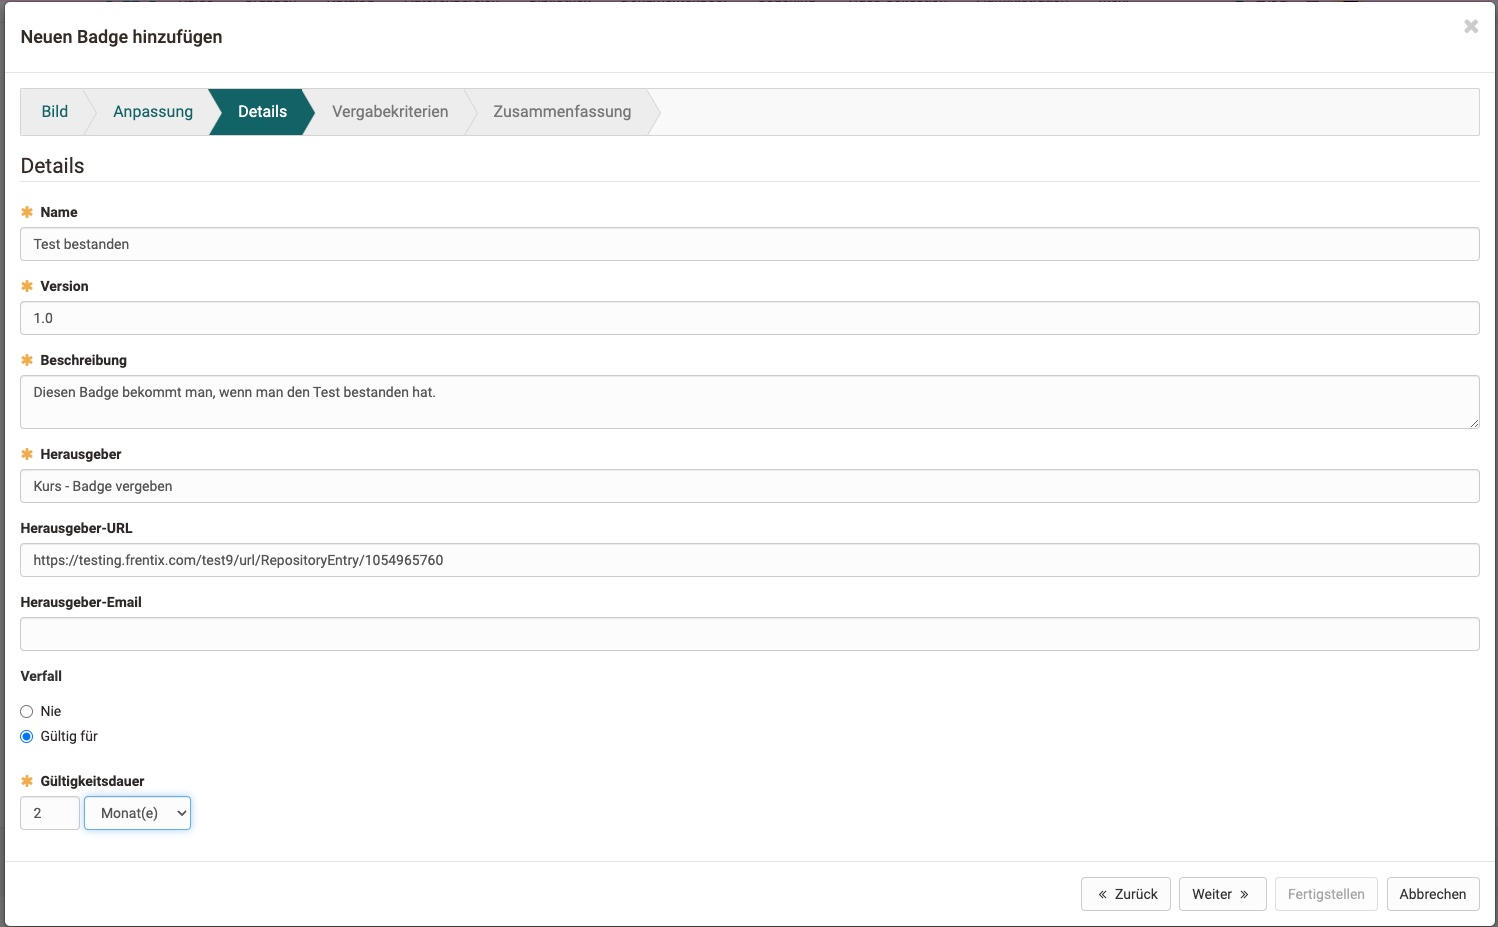 Neuen Badge hinzufügen
Bild Anpassung Details Vergabekriterien Zusammenfassung
Details
Name
Test bestanden
Version
1.0
Beschreibung
Diesen Badge bekommt man, wenn man den Test bestanden hat.
Herausgeber
Kurs - Badge vergeben
Herausgeber-URL
https://testing.frentix.com/test9/url/RepositoryEntry/1054965760
Herausgeber-Email
Verfall
Nie
Gültig für
Gültigkeitsdauer
2 Monat(e)
« Zurück Weiter » Fertigstellen Abbrechen